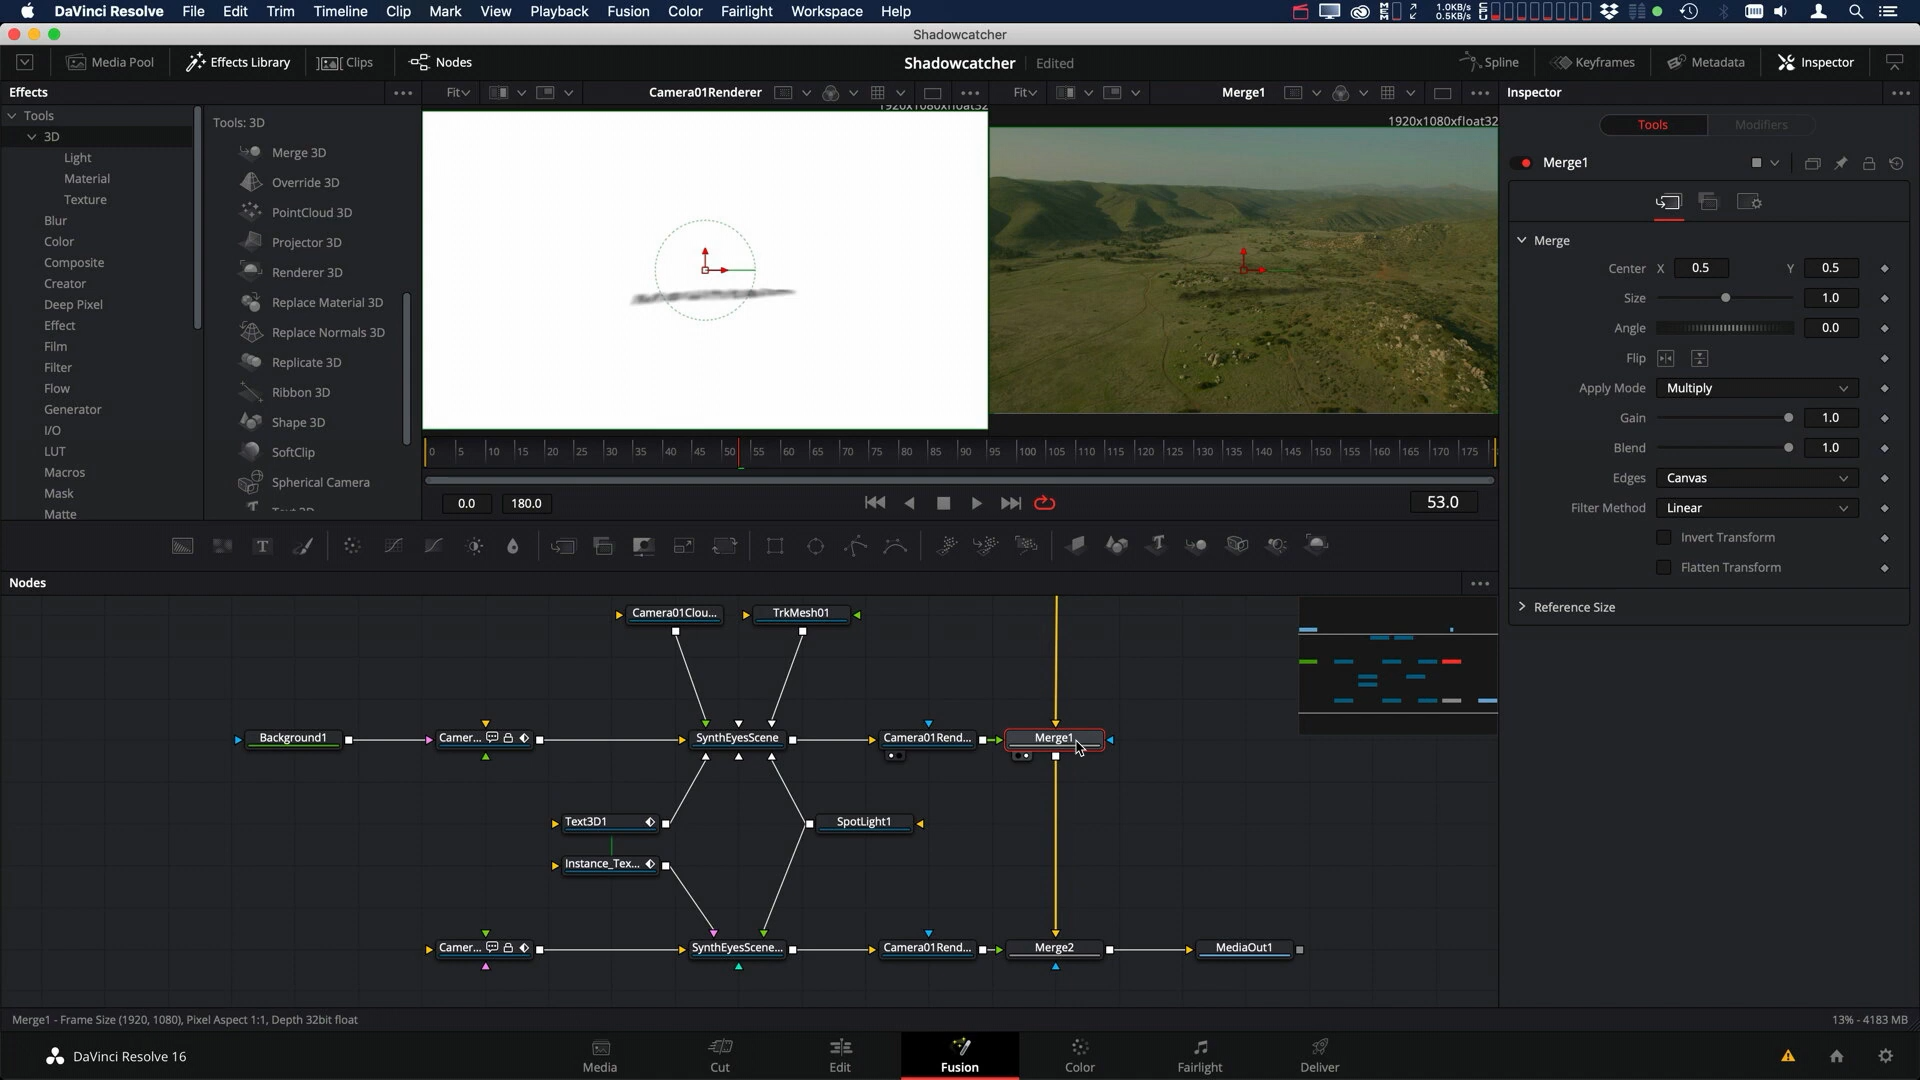 DaVinci Resolve File Edit Trim Timeline Clip Mark View Playback Fusion Color Fairlight Workspace Help 1.0KB/s 0.5KB/s
Shadowcatcher
Media Pool Effects Library Clips Nodes Shadowcatcher Edited Spline Keyframes Metadata Inspector
Effects
Fit Camera01Renderer
Fit Merge1
Inspector
Tools
3D
Light
Material
Texture
Blur
Color
Composite
Creator
Deep Pixel
Effect
Film
Filter
Flow
Generator
I/O
LUT
Macros
Mask
Matte
Tools: 3D
Merge 3D
Override 3D
PointCloud 3D
Projector 3D
Renderer 3D
Replace Material 3D
Replace Normals 3D
Replicate 3D
Ribbon 3D
Shape 3D
SoftClip
Spherical Camera
Text 3D
1920x1080xfloat32
1920x1080xfloat32
0 5 10 15 20 25 30 35 40 45 50 55 60 65 70 75 80 85 90 95 100 105 110 115 120 125 130 135 140 145 150 155 160 165 170 175
0.0 180.0 53.0
Tools Modifiers
Merge1
Merge
Center X 0.5 Y 0.5
Size 1.0
Angle 0.0
Flip
Apply Mode Multiply
Gain 1.0
Blend 1.0
Edges Canvas
Filter Method Linear
Invert Transform
Flatten Transform
Reference Size
Nodes
Camera01Clou... TrkMesh01
Background1 Camer... SynthEyesScene Camera01Rend... Merge1
Text3D1 SpotLight1
Instance_Tex...
Camer... SynthEyesScene... Camera01Rend... Merge2 MediaOut1
Merge1 - Frame Size (1920, 1080), Pixel Aspect 1:1, Depth 32bit float 13% - 4183 MB
DaVinci Resolve 16 Media Cut Edit Fusion Color Fairlight Deliver